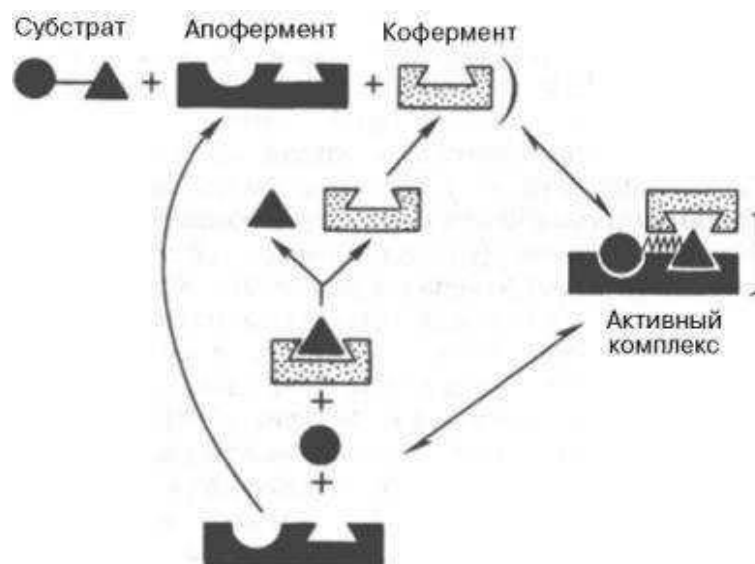 Субстрат Апофермент Кофермент
+ + )
Активный
комплекс
+
+